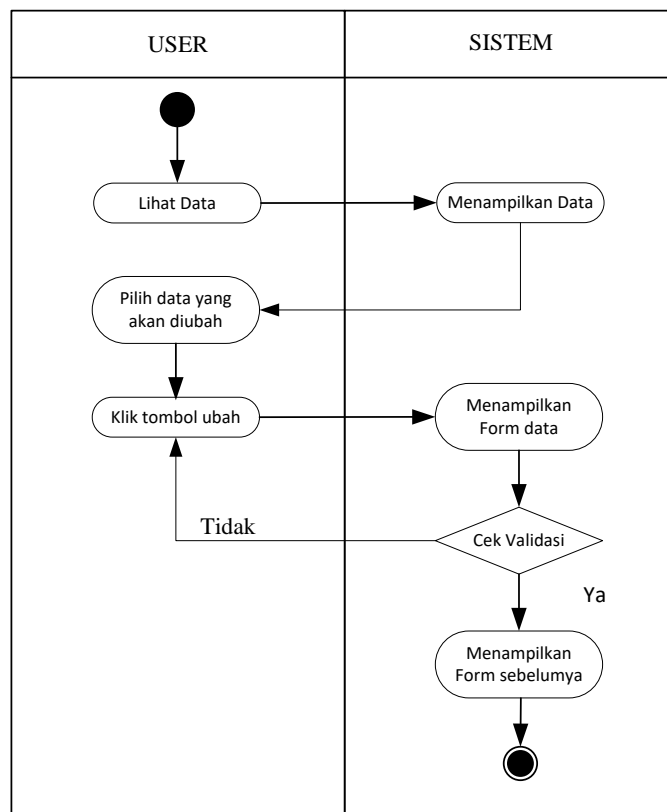 USER
SISTEM
Lihat Data
Menampilkan Data
Pilih data yang
akan diubah
Klik tombol ubah
Menampilkan
Form data
Tidak
Cek Validasi
Ya
Menampilkan
Form sebelumya